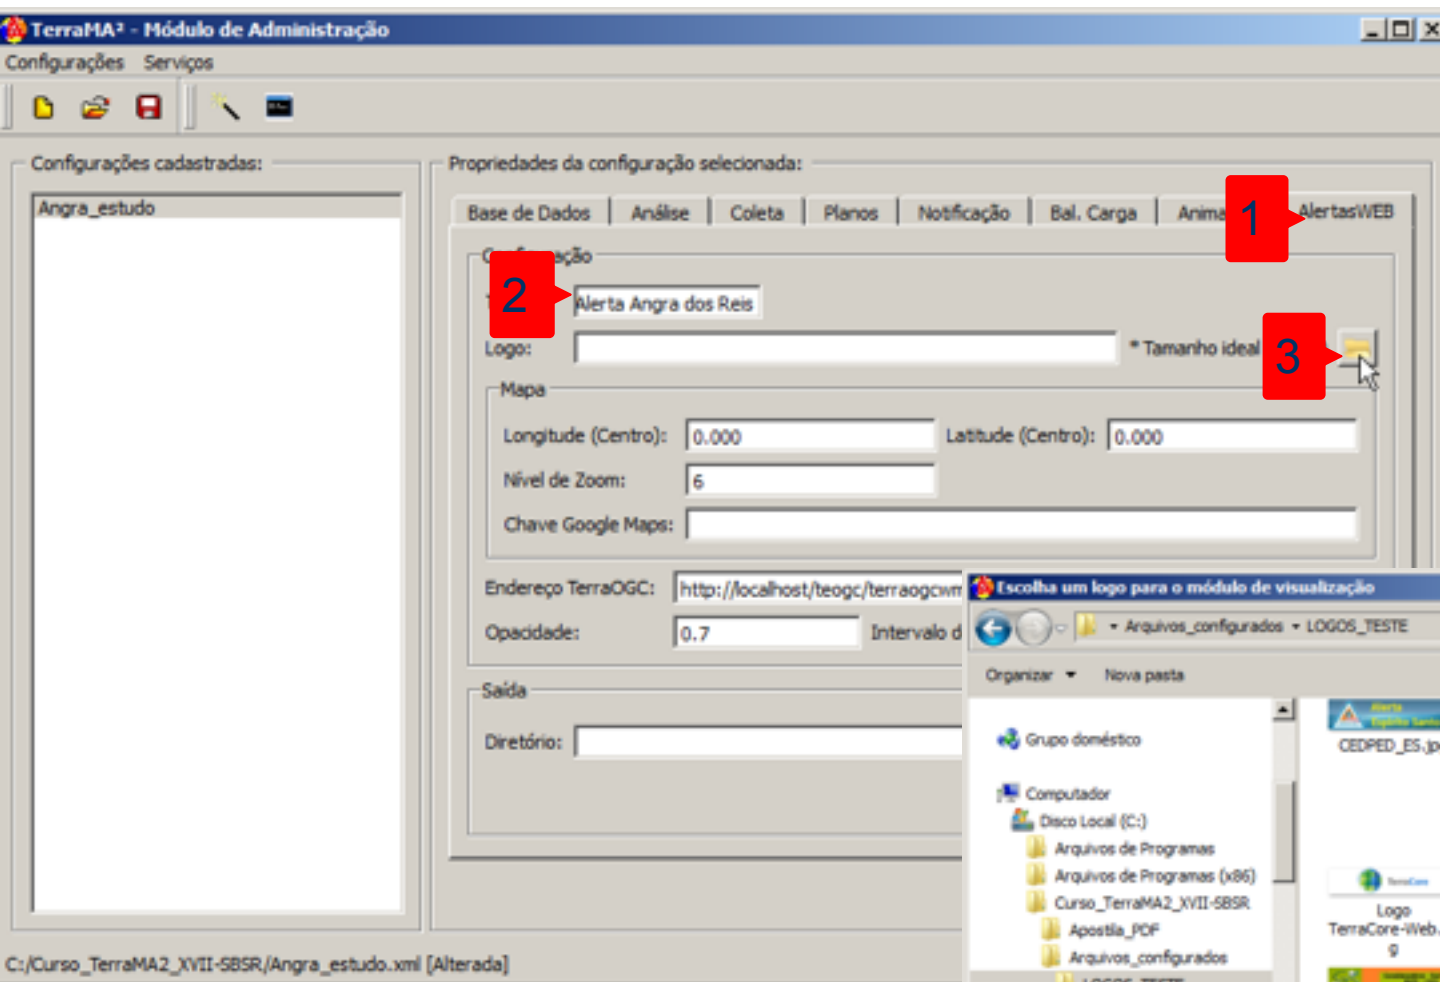 TerraMA² - Módulo de Administração
Configurações Serviços
Configurações cadastradas:
Angra_estudo
Propriedades da configuração selecionada:
Base de Dados Análise Coleta Planos Notificação Bal. Carga Anima 1 AlertasWEB
2
Alerta Angra dos Reis
Logo:
* Tamanho ideal
3
Mapa
Longitude (Centro): 0.000 Latitude (Centro): 0.000
Nível de Zoom: 6
Chave Google Maps:
Endereço TerraOGC: http://localhost/teogc/terraogcwm
Opacidade: 0.7 Intervalo d
Saída
Diretório:
C:/Curso_TerraMA2_XVII-SBSR/Angra_estudo.xml [Alterada]
Escolha um logo para o módulo de visualização
Arquivos_configurados LOGOS_TESTE
Organizar Nova pasta
Grupo doméstico
Computador
Disco Local (C:)
Arquivos de Programas
Arquivos de Programas (x86)
Curso_TerraMA2_XVII-SBSR
Apostila_PDF
Arquivos_configurados
LOGOS_TESTE
Alerta
Espírito Santo
CEDPED_ES.jp
TerraCore
Logo
TerraCore-Web.
g